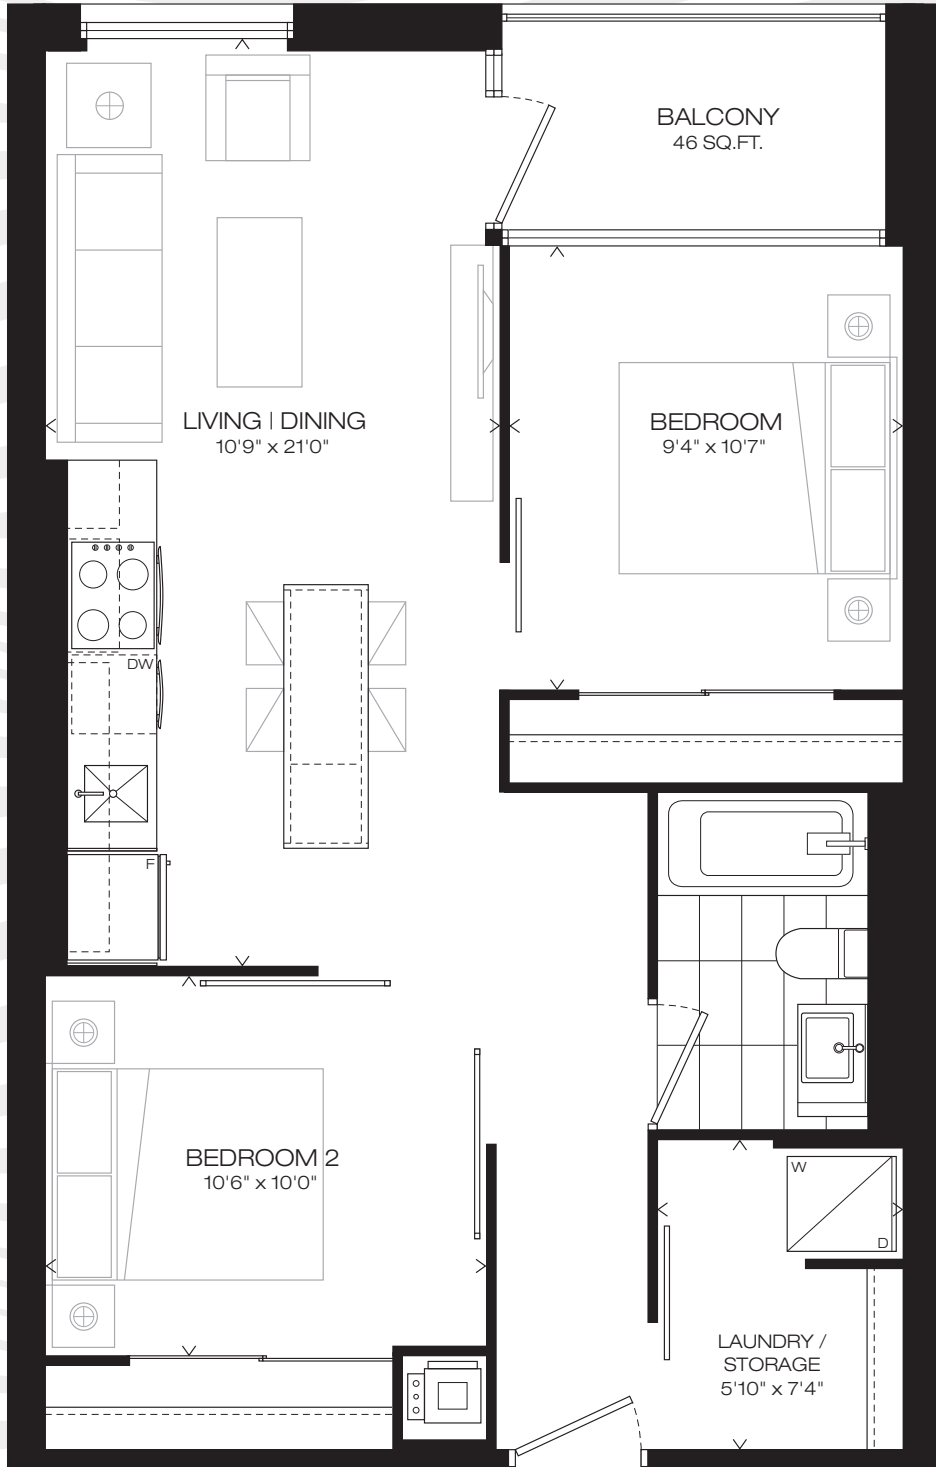 BALCONY
46 SQ.FT.
LIVING | DINING
10'9" x 21'0"
BEDROOM
9'4" x 10'7"
DW
F
BEDROOM 2
10'6" x 10'0"
W
D
LAUNDRY /
STORAGE
5'10" x 7'4"